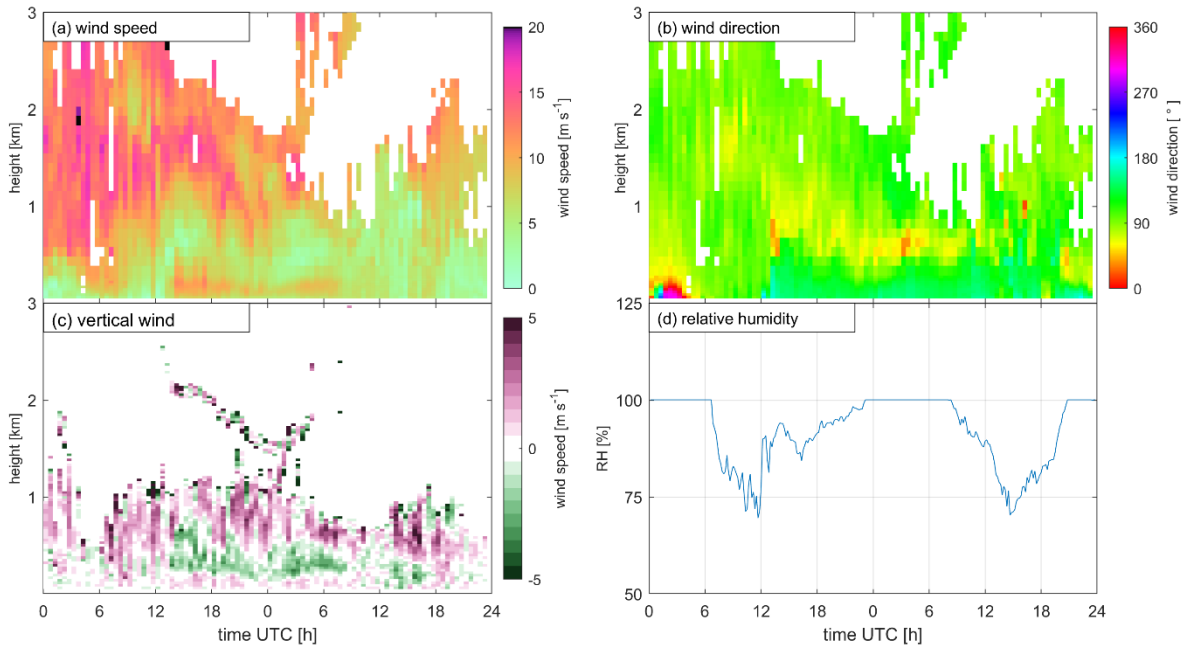 (a) wind speed
3
2
1
0
height [km]
20
15
10
5
0
wind speed [m s⁻¹]
(b) wind direction
3
2
1
0
height [km]
360
270
180
90
0
wind direction [ ° ]
(c) vertical wind
3
2
1
height [km]
5
0
-5
wind speed [m s⁻¹]
0 6 12 18 0 6 12 18 24
time UTC [h]
(d) relative humidity
125
100
75
50
RH [%]
0 6 12 18 0 6 12 18 24
time UTC [h]